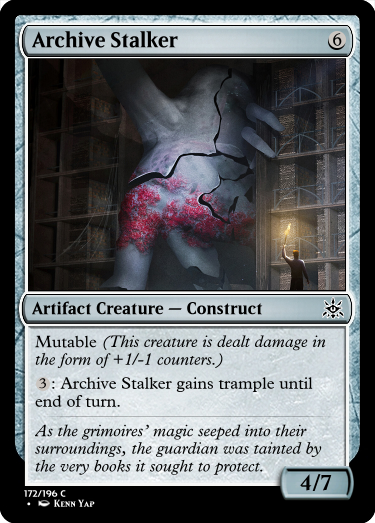 Archive Stalker 6
Artifact Creature — Construct
Mutable (This creature is dealt damage in
the form of +1/-1 counters.)
3: Archive Stalker gains trample until
end of turn.
As the grimoires' magic seeped into their
surroundings, the guardian was tainted by
the very books it sought to protect.
4/7
172/196 C
• Kenn Yap